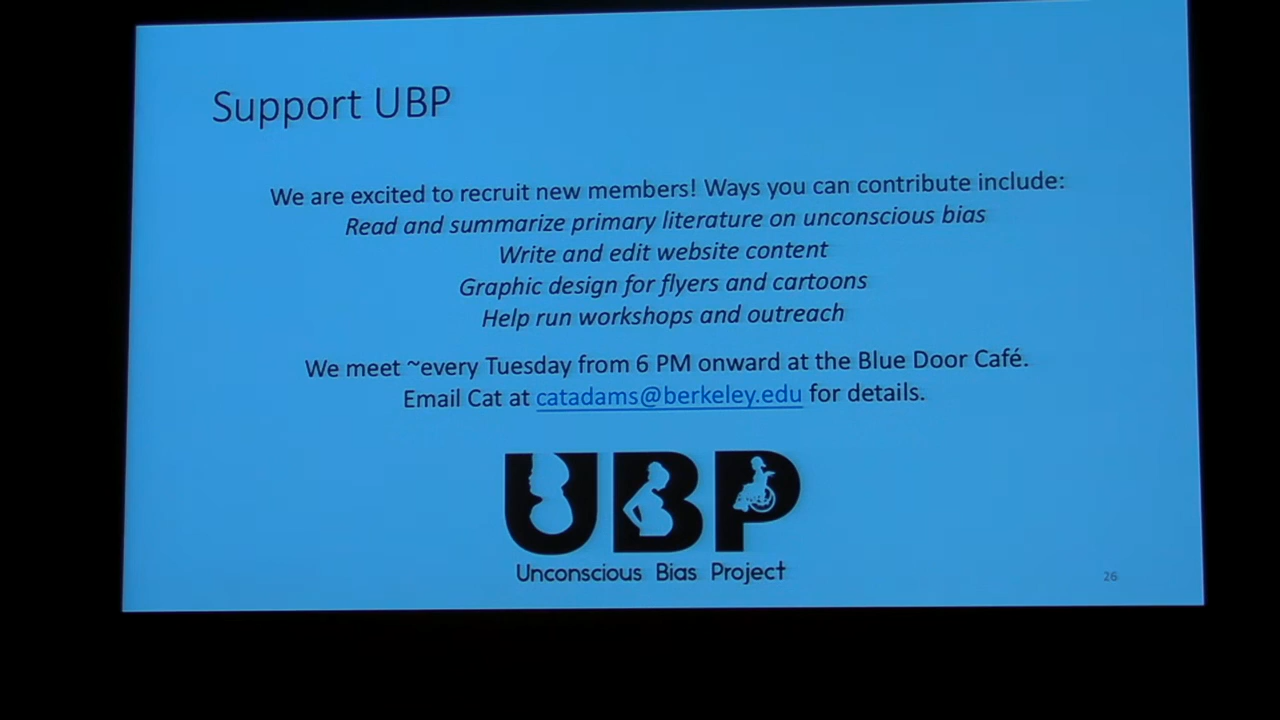 Support UBP
We are excited to recruit new members! Ways you can contribute include:
Read and summarize primary literature on unconscious bias
Write and edit website content
Graphic design for flyers and cartoons
Help run workshops and outreach
We meet ~every Tuesday from 6 PM onward at the Blue Door Café.
Email Cat at catadams@berkeley.edu for details.
UBP
Unconscious Bias Project
26